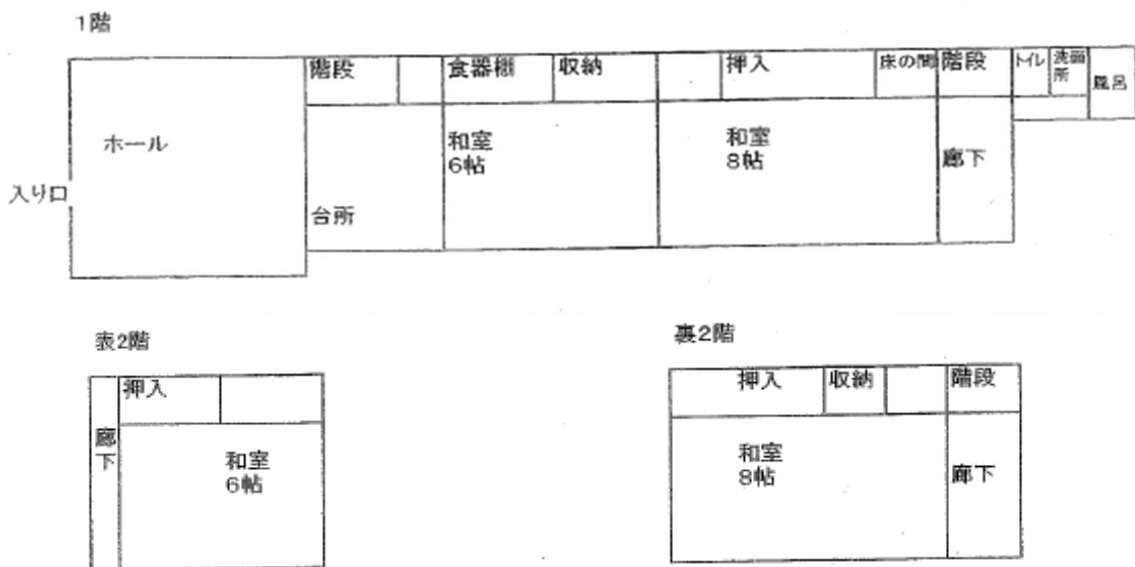 1階
階段
食器棚
収納
押入
床の間
階段
トイレ
洗面
所
風呂
ホール
和室
6帖
和室
8帖
廊下
入り口
台所
表2階
裏2階
押入
廊
下
和室
6帖
押入
収納
階段
和室
8帖
廊下